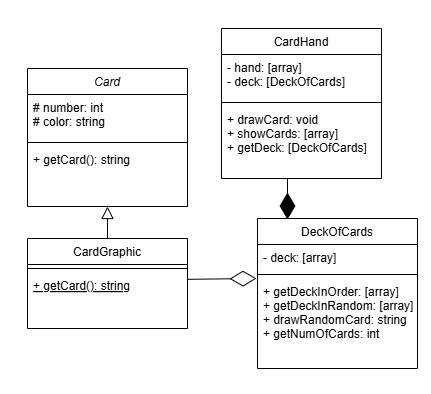 CardHand
- hand: [array]
- deck: [DeckOfCards]
+ drawCard: void
+ showCards: [array]
+ getDeck: [DeckOfCards]
Card
# number: int
# color: string
+ getCard(): string
CardGraphic
+ getCard(): string
DeckOfCards
- deck: [array]
+ getDeckInOrder: [array]
+ getDeckInRandom: [array]
+ drawRandomCard: string
+ getNumOfCards: int